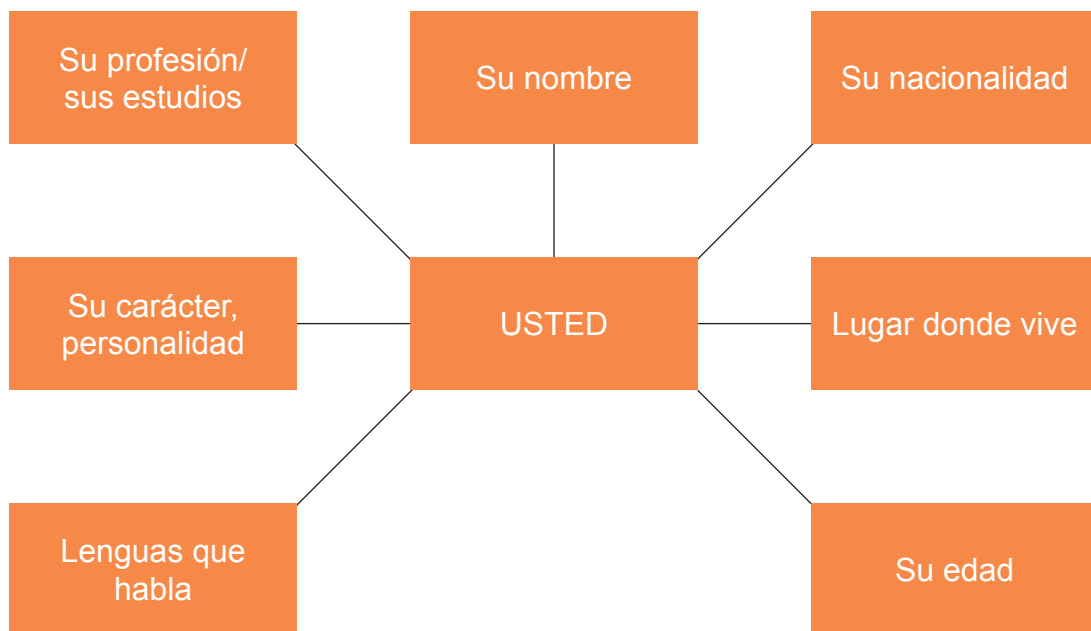 Su profesión/
sus estudios
Su nombre
Su nacionalidad
Su carácter,
personalidad
USTED
Lugar donde vive
Lenguas que
habla
Su edad